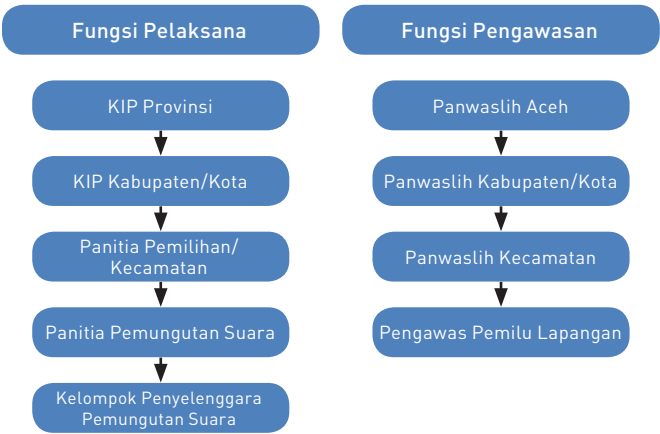 Fungsi Pelaksana
KIP Provinsi
KIP Kabupaten/Kota
Panitia Pemilihan/
Kecamatan
Panitia Pemungutan Suara
Kelompok Penyelenggara
Pemungutan Suara
Fungsi Pengawasan
Panwaslih Aceh
Panwaslih Kabupaten/Kota
Panwaslih Kecamatan
Pengawas Pemilu Lapangan